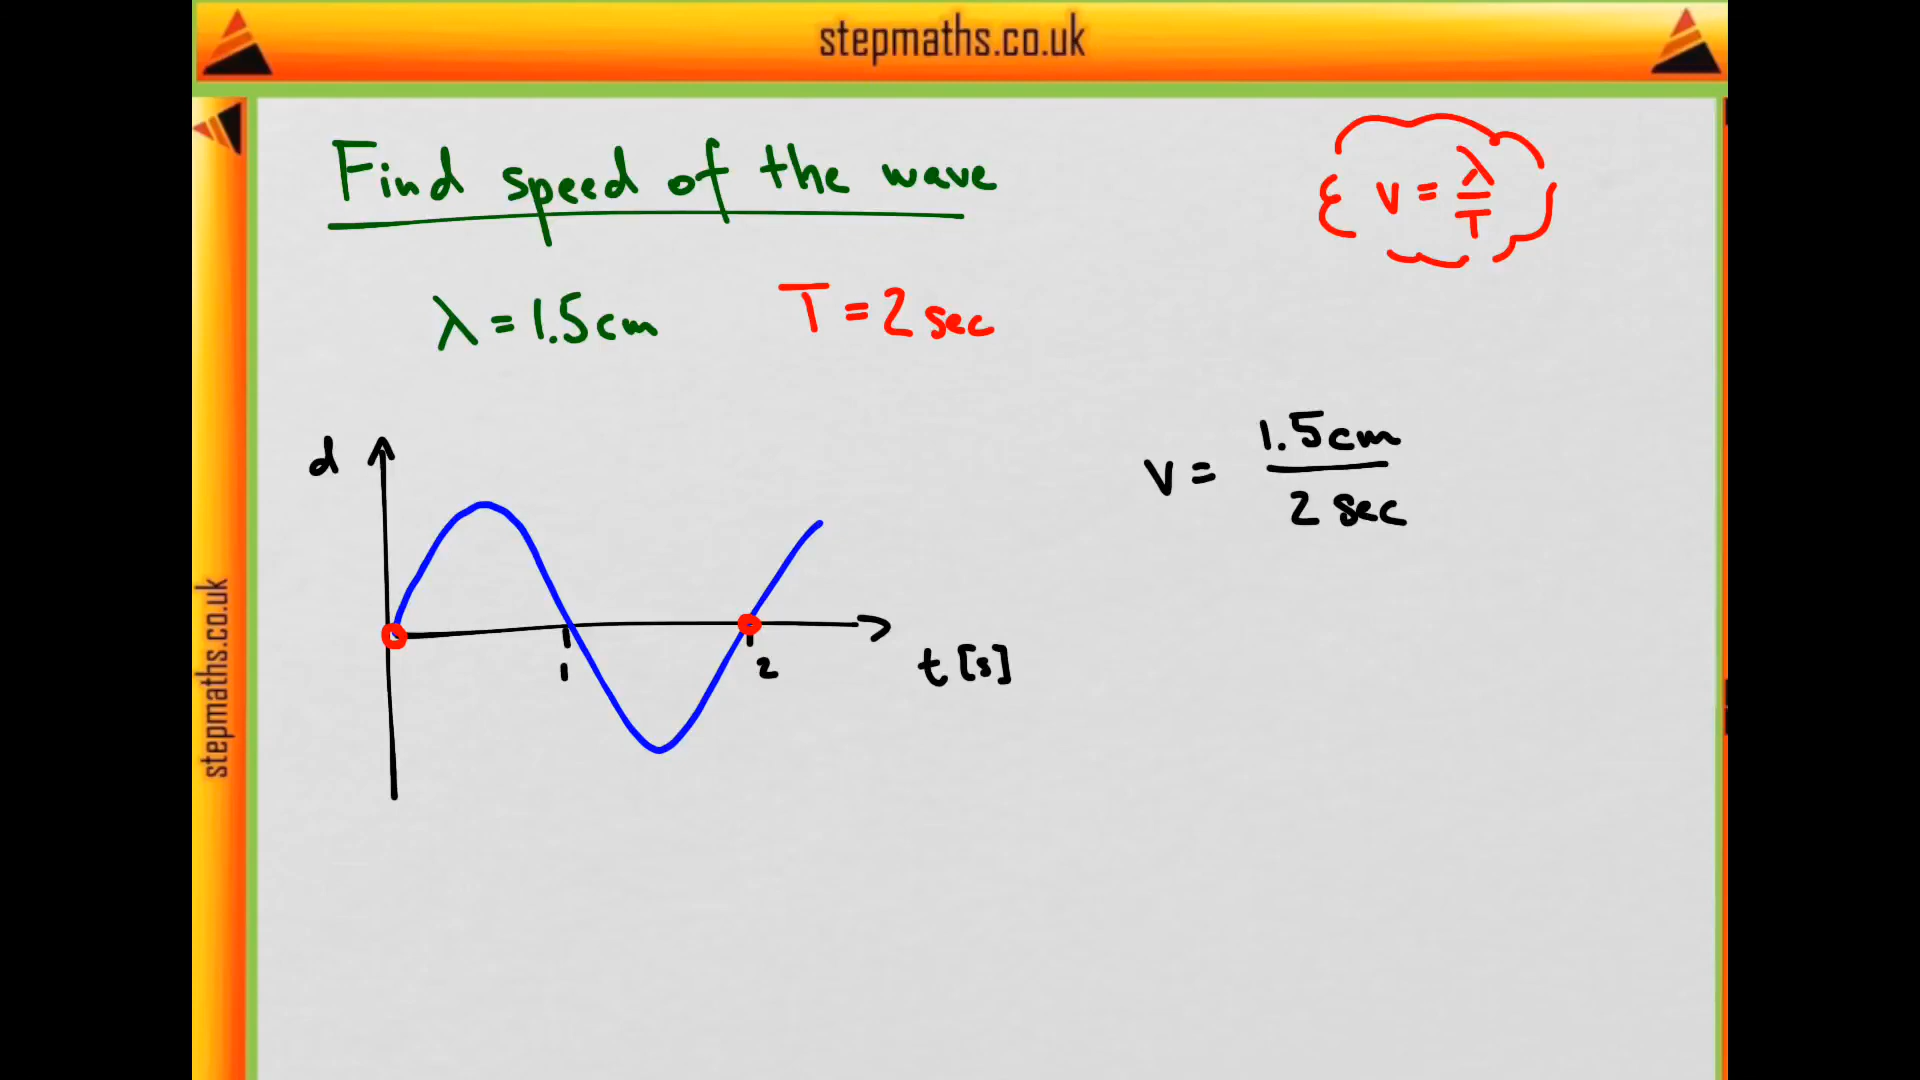 stepmaths.co.uk
stepmaths.co.uk
Find speed of the wave
v = λ/T
λ = 1.5cm
T = 2 sec
v = 1.5cm / 2 sec
d
1
2
t [s]